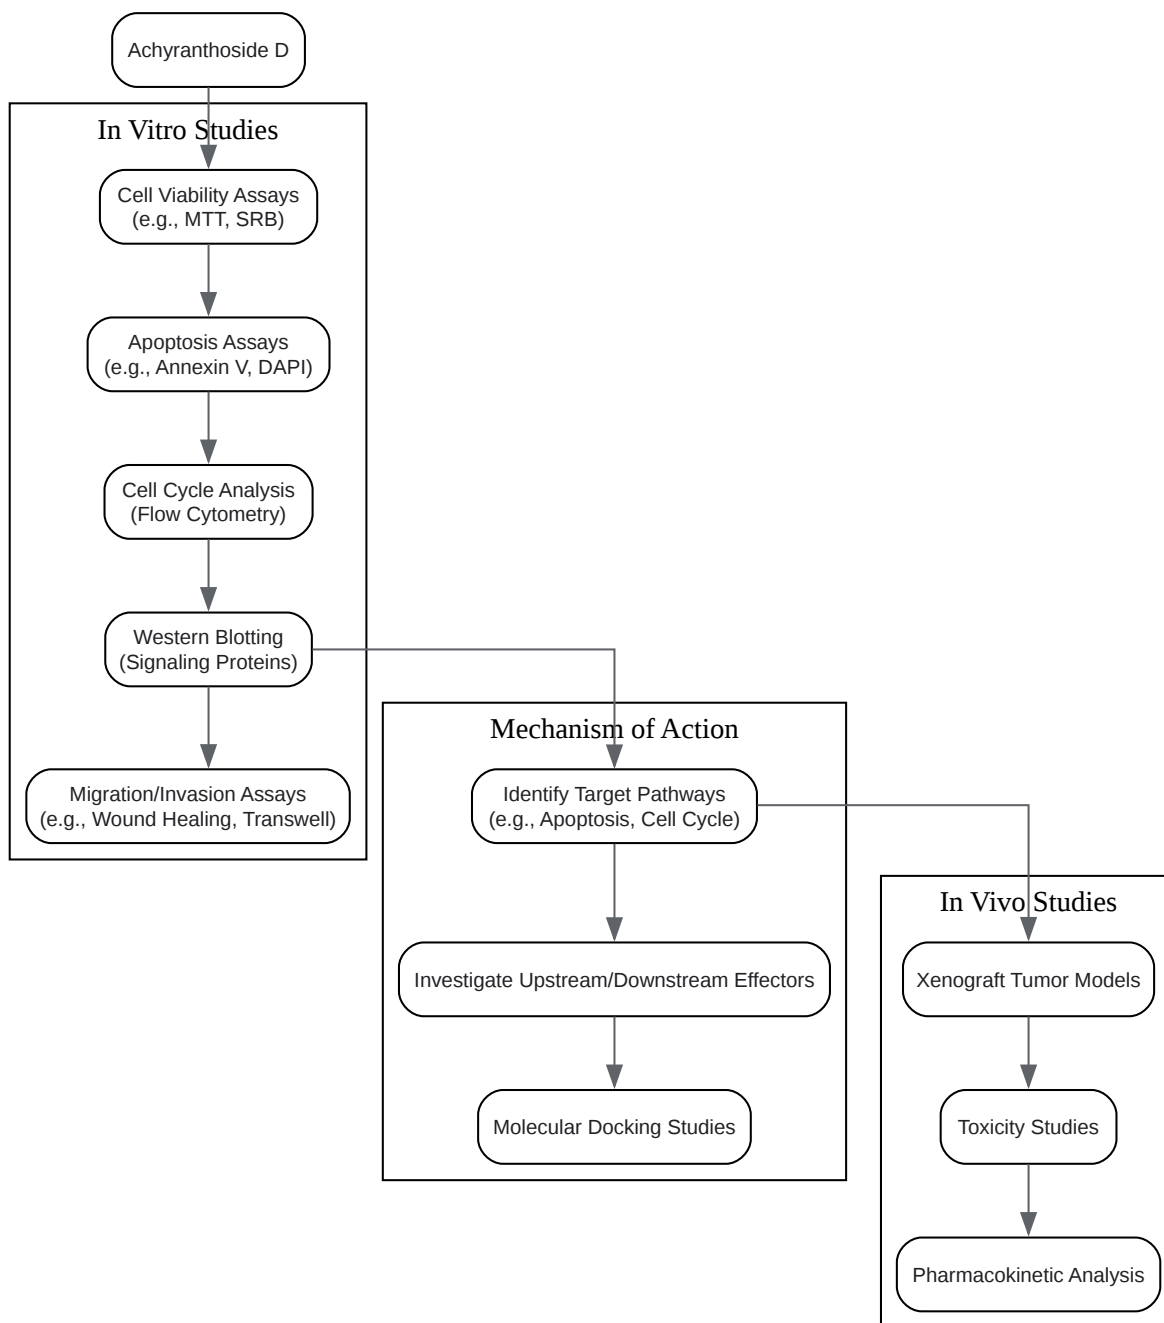 Achyranthoside D
In Vitro Studies
Cell Viability Assays
(e.g., MTT, SRB)
Apoptosis Assays
(e.g., Annexin V, DAPI)
Cell Cycle Analysis
(Flow Cytometry)
Western Blotting
(Signaling Proteins)
Migration/Invasion Assays
(e.g., Wound Healing, Transwell)
Mechanism of Action
Identify Target Pathways
(e.g., Apoptosis, Cell Cycle)
Investigate Upstream/Downstream Effectors
Molecular Docking Studies
In Vivo Studies
Xenograft Tumor Models
Toxicity Studies
Pharmacokinetic Analysis